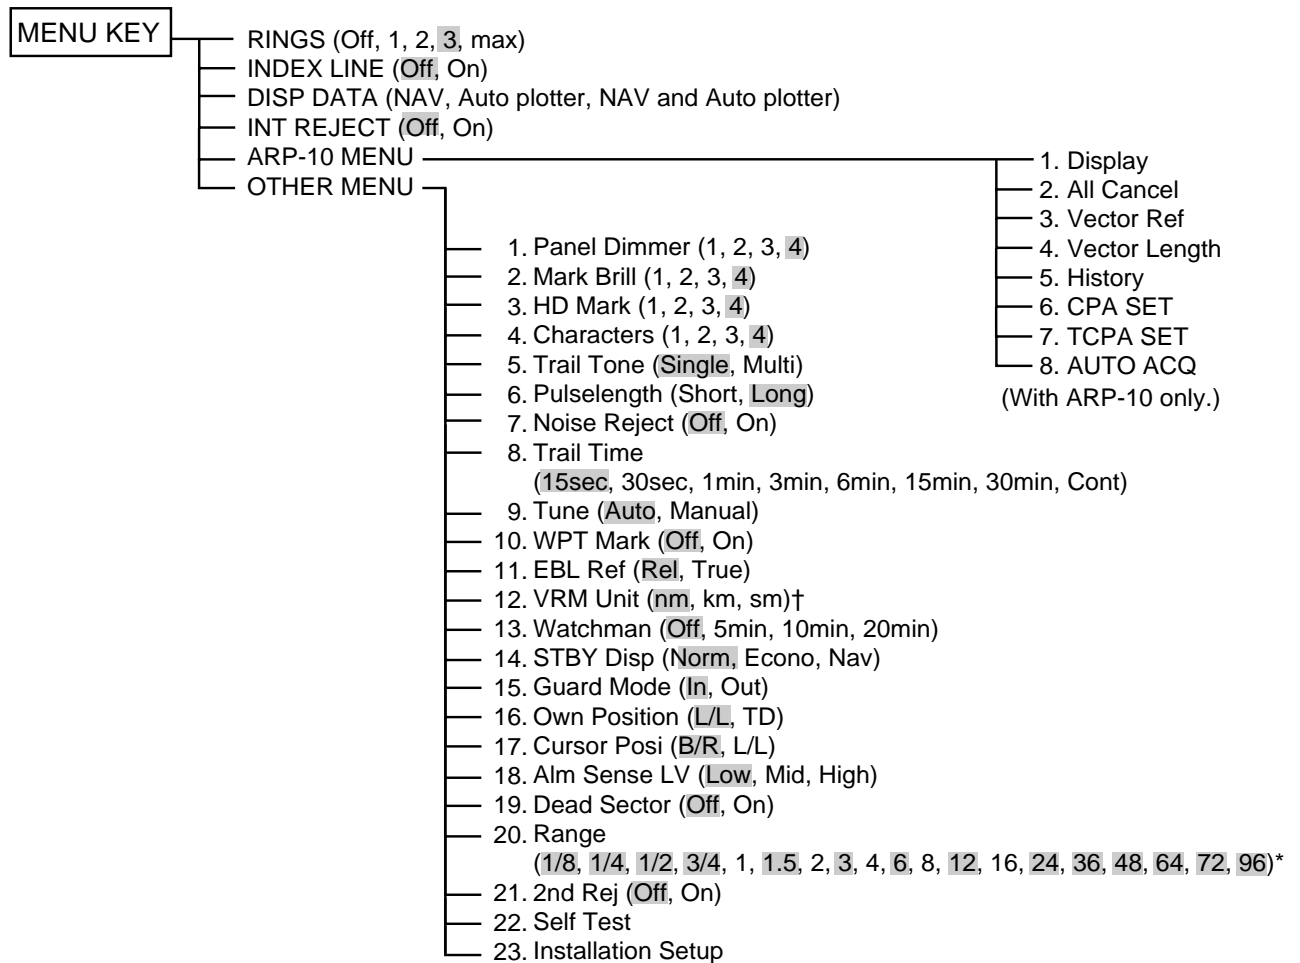 MENU KEY
RINGS (Off, 1, 2, 3, max)
INDEX LINE (Off, On)
DISP DATA (NAV, Auto plotter, NAV and Auto plotter)
INT REJECT (Off, On)
ARP-10 MENU
OTHER MENU
1. Display
2. All Cancel
3. Vector Ref
4. Vector Length
5. History
6. CPA SET
7. TCPA SET
8. AUTO ACQ
(With ARP-10 only.)
1. Panel Dimmer (1, 2, 3, 4)
2. Mark Brill (1, 2, 3, 4)
3. HD Mark (1, 2, 3, 4)
4. Characters (1, 2, 3, 4)
5. Trail Tone (Single, Multi)
6. Pulselength (Short, Long)
7. Noise Reject (Off, On)
8. Trail Time
(15sec, 30sec, 1min, 3min, 6min, 15min, 30min, Cont)
9. Tune (Auto, Manual)
10. WPT Mark (Off, On)
11. EBL Ref (Rel, True)
12. VRM Unit (nm, km, sm)†
13. Watchman (Off, 5min, 10min, 20min)
14. STBY Disp (Norm, Econo, Nav)
15. Guard Mode (In, Out)
16. Own Position (L/L, TD)
17. Cursor Posi (B/R, L/L)
18. Alm Sense LV (Low, Mid, High)
19. Dead Sector (Off, On)
20. Range
(1/8, 1/4, 1/2, 3/4, 1, 1.5, 2, 3, 4, 6, 8, 12, 16, 24, 36, 48, 64, 72, 96)*
21. 2nd Rej (Off, On)
22. Self Test
23. Installation Setup